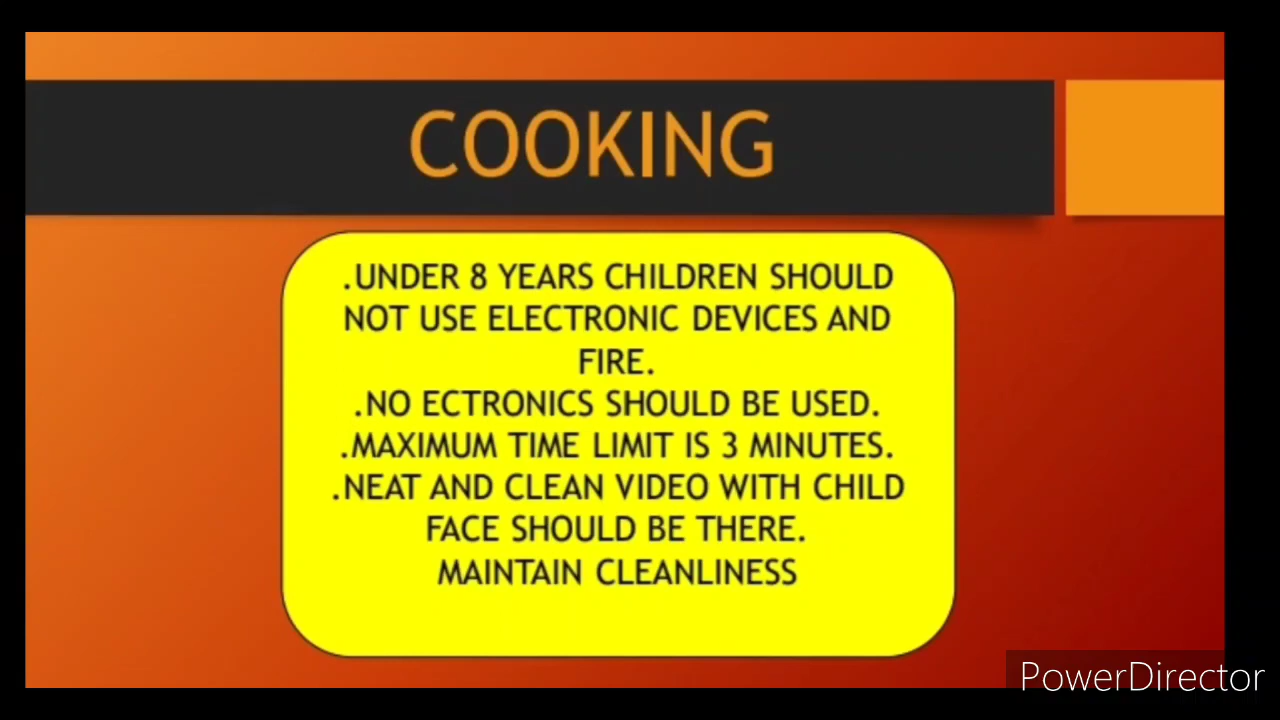 COOKING
.UNDER 8 YEARS CHILDREN SHOULD
NOT USE ELECTRONIC DEVICES AND
FIRE.
.NO ECTRONICS SHOULD BE USED.
.MAXIMUM TIME LIMIT IS 3 MINUTES.
.NEAT AND CLEAN VIDEO WITH CHILD
FACE SHOULD BE THERE.
MAINTAIN CLEANLINESS
PowerDirector